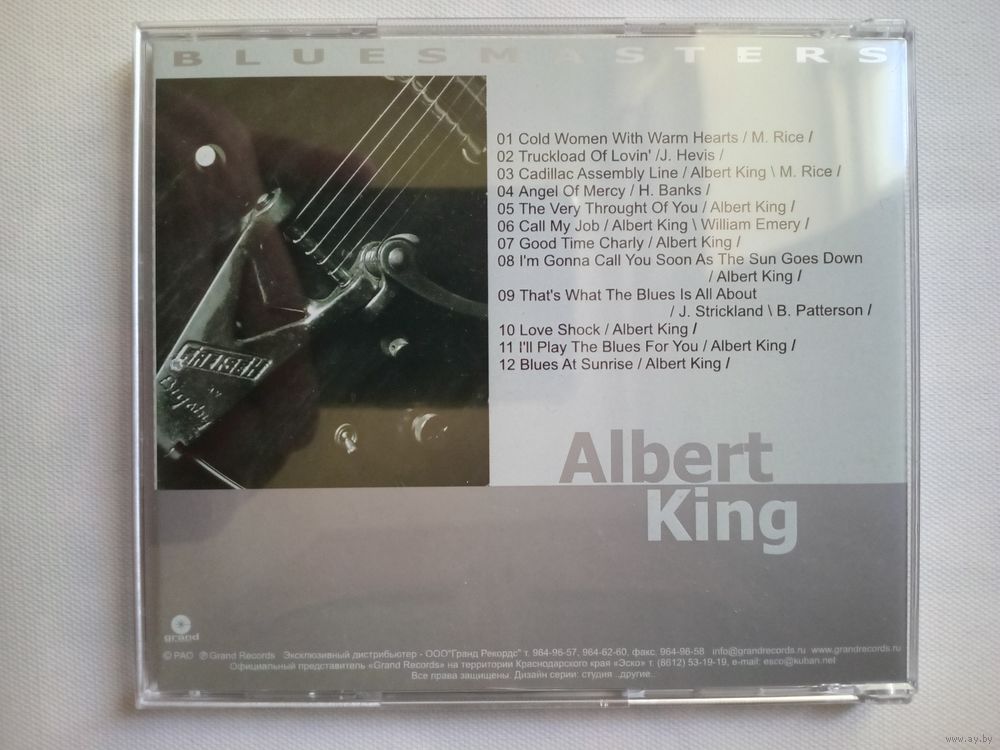 BLUESMASTERS
01 Cold Women With Warm Hearts / M. Rice /
02 Truckload Of Lovin' /J. Hevis /
03 Cadillac Assembly Line / Albert King \ M. Rice /
04 Angel Of Mercy / H. Banks /
05 The Very Throught Of You / Albert King /
06 Call My Job / Albert King \ William Emery /
07 Good Time Charly / Albert King /
08 I'm Gonna Call You Soon As The Sun Goes Down
/ Albert King /
09 That's What The Blues Is All About
/ J. Strickland \ B. Patterson /
10 Love Shock / Albert King /
11 I'll Play The Blues For You / Albert King /
12 Blues At Sunrise / Albert King /
GRETSCH
BY
Bigsby
Albert
King
grand
© РАО ℗ Grand Records Эксклюзивный дистрибьютер - ООО"Гранд Рекордс" т. 964-96-57, 964-62-60, факс. 964-96-58 info@grandrecords.ru www.grandrecords.ru
Официальный представитель «Grand Records» на территории Краснодарского края «Эско» т. (8612) 53-19-19, e-mail: esco@kuban.net
Все права защищены. Дизайн серии: студия ..другие..
www.ay.by